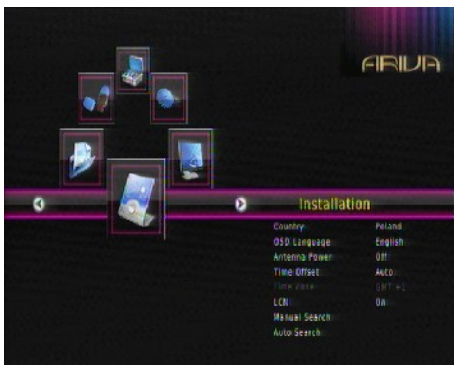 ARIVA
Installation
Country Poland
OSD Language English
Antenna Power Off
Time Offset Auto
Time Zone GMT +1
LCN On
Manual Search
Auto Search